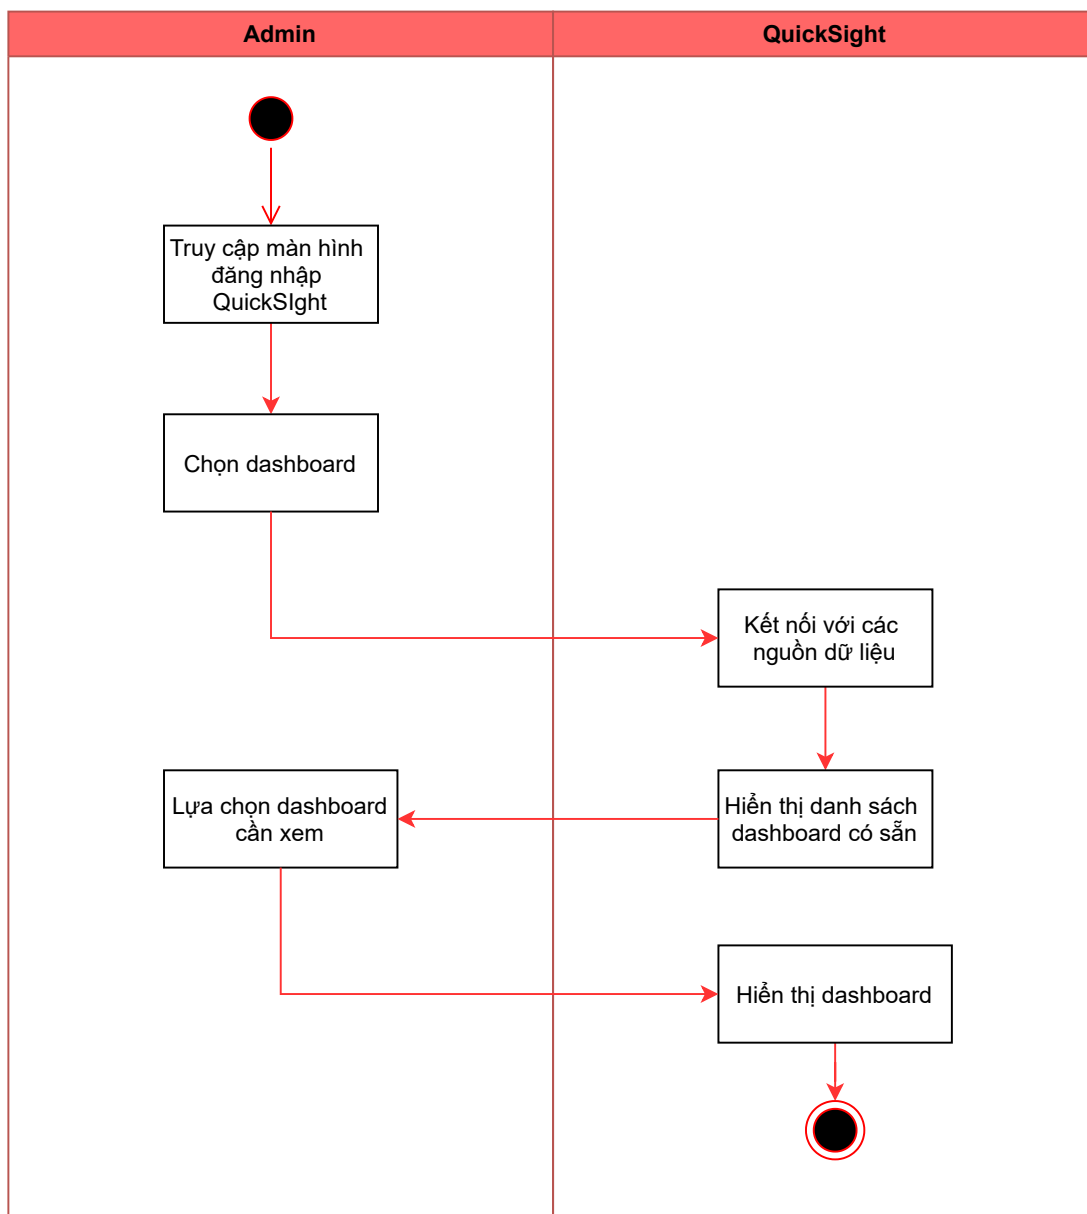 Admin
QuickSight
Truy cập màn hình
đăng nhập
QuickSIght
Chọn dashboard
Kết nối với các
nguồn dữ liệu
Hiển thị danh sách
dashboard có sẵn
Lựa chọn dashboard
cần xem
Hiển thị dashboard